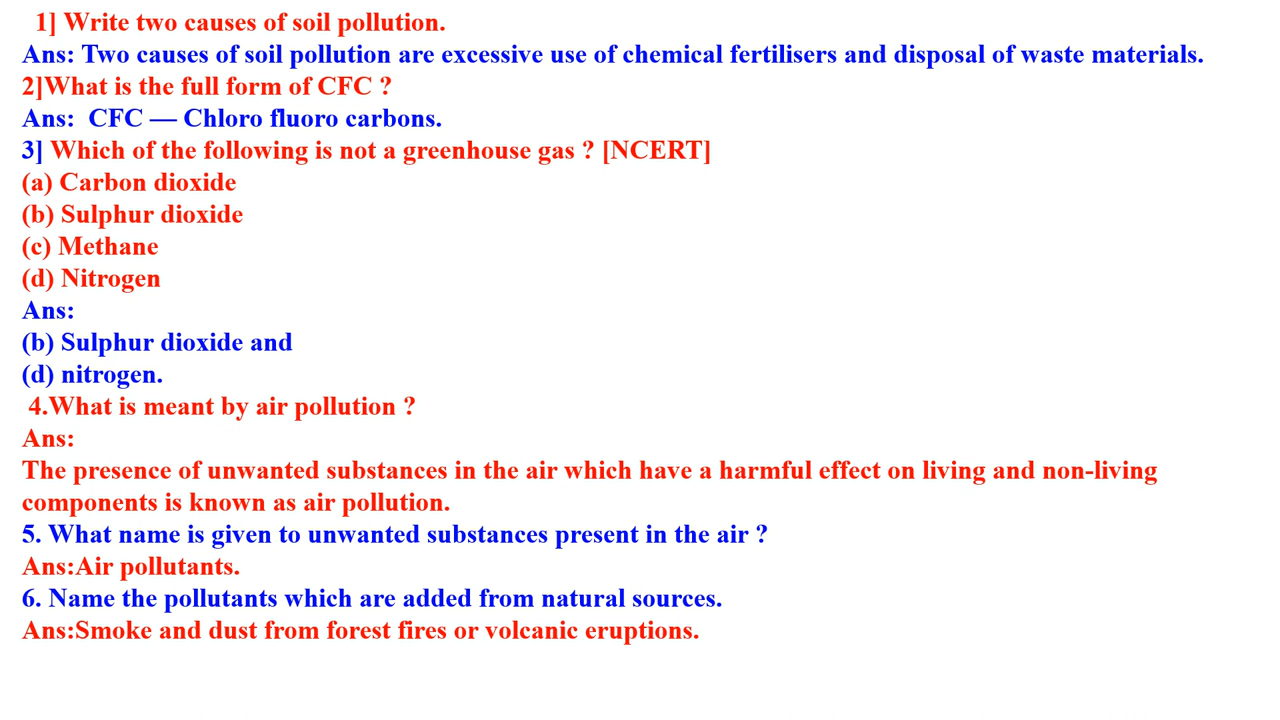 1] Write two causes of soil pollution.
Ans: Two causes of soil pollution are excessive use of chemical fertilisers and disposal of waste materials.
2]What is the full form of CFC ?
Ans:  CFC — Chloro fluoro carbons.
3] Which of the following is not a greenhouse gas ? [NCERT]
(a) Carbon dioxide
(b) Sulphur dioxide
(c) Methane
(d) Nitrogen
Ans:
(b) Sulphur dioxide and
(d) nitrogen.
4.What is meant by air pollution ?
Ans:
The presence of unwanted substances in the air which have a harmful effect on living and non-living
components is known as air pollution.
5. What name is given to unwanted substances present in the air ?
Ans:Air pollutants.
6. Name the pollutants which are added from natural sources.
Ans:Smoke and dust from forest fires or volcanic eruptions.